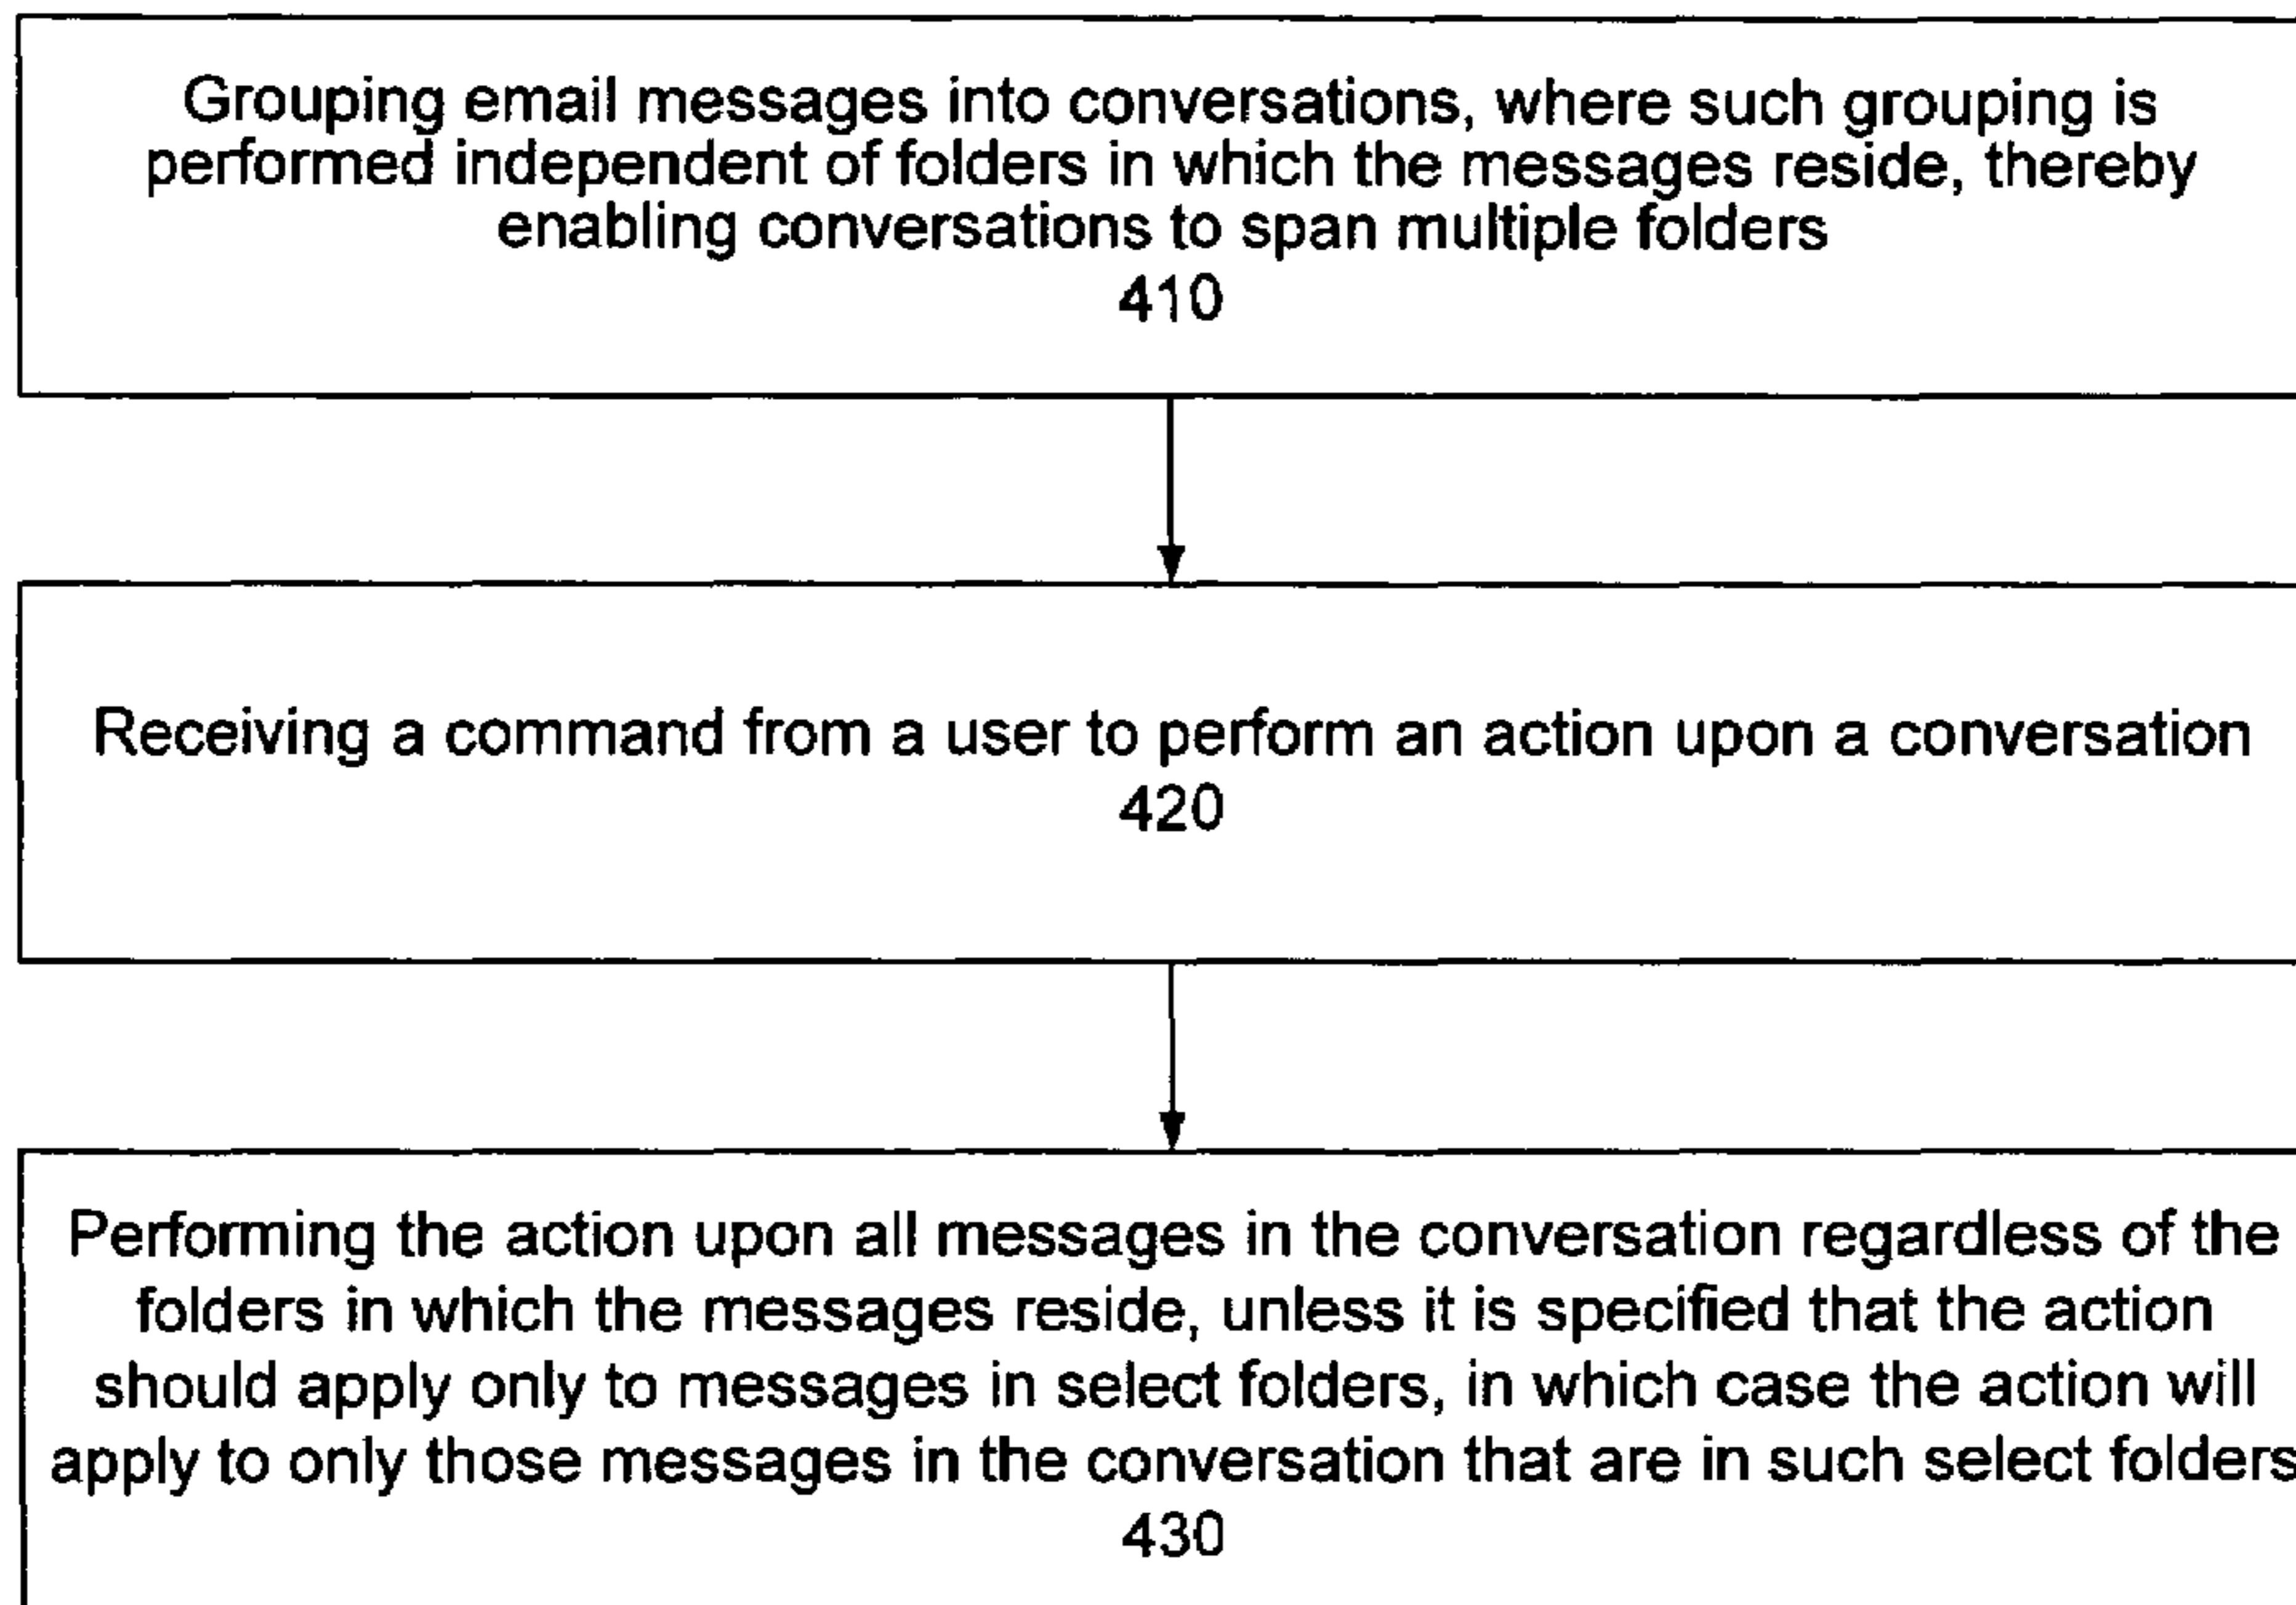 Grouping email messages into conversations, where such grouping is
performed independent of folders in which the messages reside, thereby
enabling conversations to span multiple folders
410
Receiving a command from a user to perform an action upon a conversation
420
Performing the action upon all messages in the conversation regardless of the
folders in which the messages reside, unless it is specified that the action
should apply only to messages in select folders, in which case the action will
apply to only those messages in the conversation that are in such select folders
430